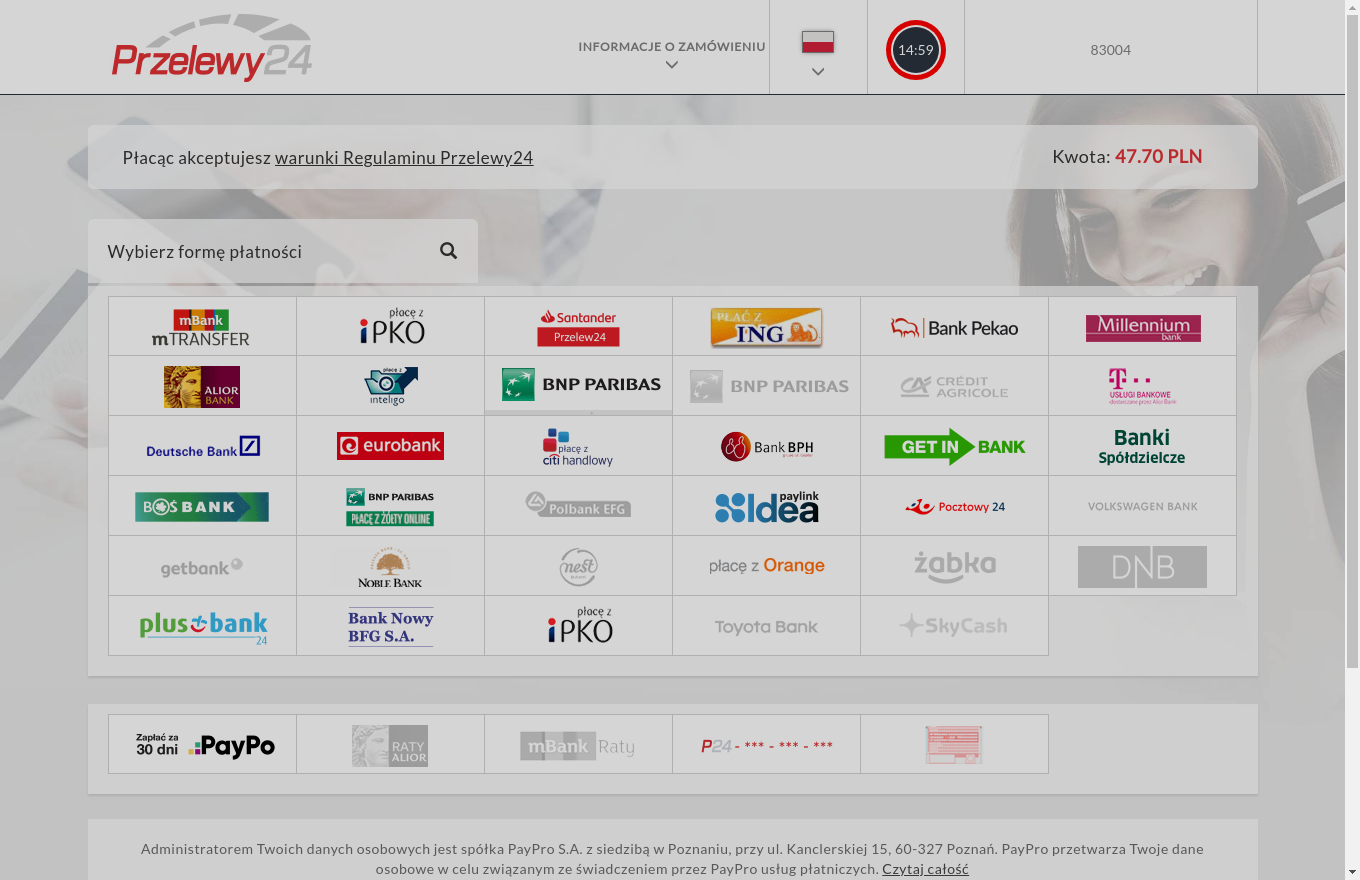 Przelewy24
INFORMACJE O ZAMÓWIENIU
14:59
83004
Płacąc akceptujesz warunki Regulaminu Przelewy24
Kwota: 47.70 PLN
Wybierz formę płatności
mBank
mTRANSFER
płacę z
iPKO
Santander
Przelew24
PŁAĆ Z
ING
Bank Pekao
Millennium
bank
ALIOR
BANK
płacę z
inteligo
BNP PARIBAS
BNP PARIBAS
CRÉDIT
AGRICOLE
T
USŁUGI BANKOWE
dostarczane przez Alior Bank
Deutsche Bank
eurobank
płacę z
citi handlowy
Bank BPH
GET IN BANK
Banki
Spółdzielcze
BOŚ BANK
BNP PARIBAS
PŁACĘ Z ŻÓŁTY ONLINE
Polbank EFG
paylink
Idea
Pocztowy 24
VOLKSWAGEN BANK
getbank
NOBLE BANK
nest
BANK
płacę z Orange
żabka
DNB
plus bank
24
Bank Nowy
BFG S.A.
płacę z
iPKO
Toyota Bank
SkyCash
Zapłać za
30 dni
PayPo
RATY
ALIOR
mBank Raty
P24 - *** - *** - ***
Administratorem Twoich danych osobowych jest spółka PayPro S.A. z siedzibą w Poznaniu, przy ul. Kanclerskiej 15, 60-327 Poznań. PayPro przetwarza Twoje dane
osobowe w celu związanym ze świadczeniem przez PayPro usług płatniczych. Czytaj całość